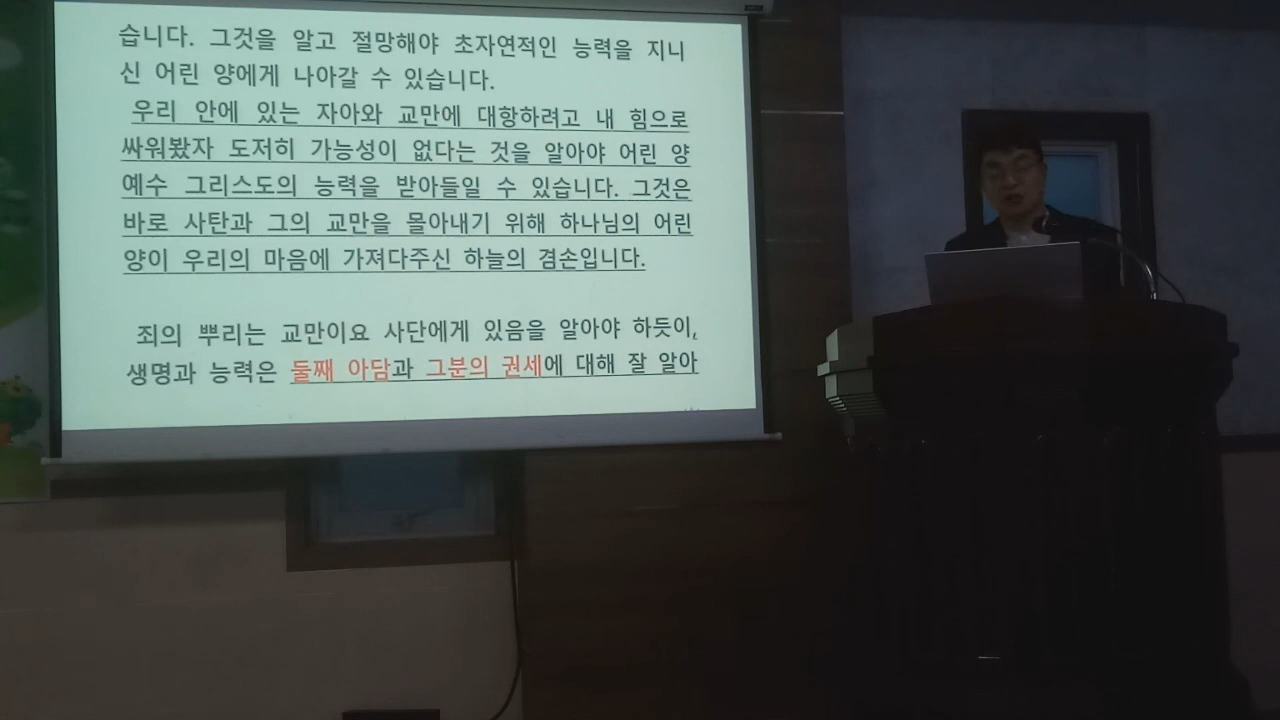 습니다. 그것을 알고 절망해야 초자연적인 능력을 지니
신 어린 양에게 나아갈 수 있습니다.
우리 안에 있는 자아와 교만에 대항하려고 내 힘으로
싸워봤자 도저히 가능성이 없다는 것을 알아야 어린 양
예수 그리스도의 능력을 받아들일 수 있습니다. 그것은
바로 사탄과 그의 교만을 몰아내기 위해 하나님의 어린
양이 우리의 마음에 가져다주신 하늘의 겸손입니다.
죄의 뿌리는 교만이요 사단에게 있음을 알아야 하듯이,
생명과 능력은 둘째 아담과 그분의 권세에 대해 잘 알아